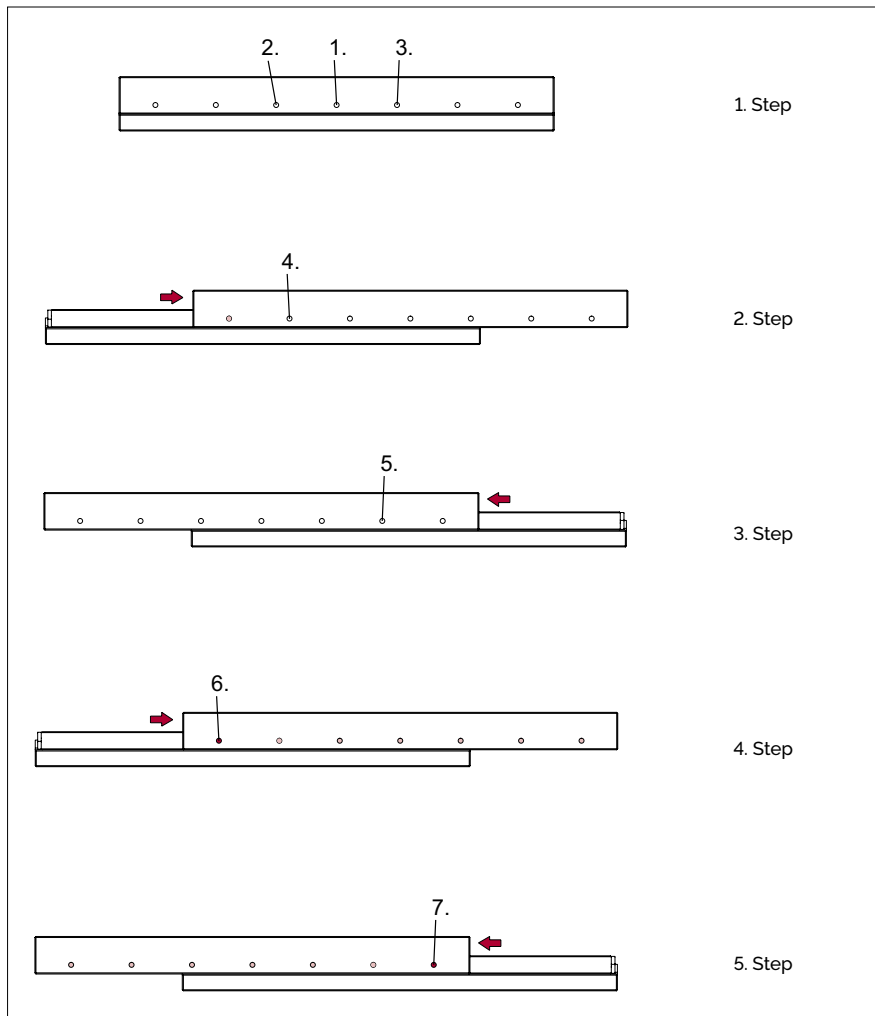 2. 1. 3.
1. Step
4.
2. Step
5.
3. Step
6.
4. Step
7.
5. Step